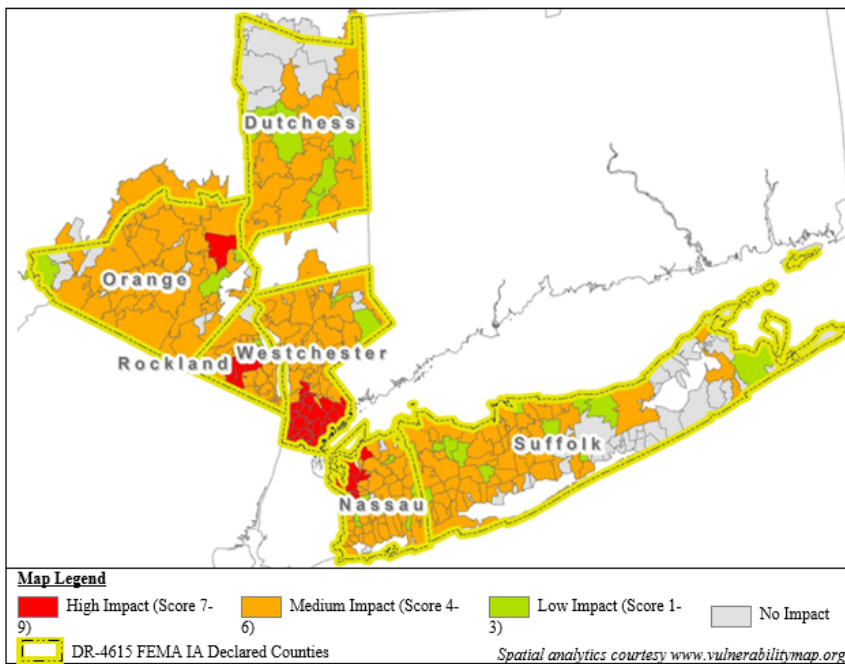 Dutchess
Orange
Rockland
Westchester
Suffolk
Nassau
Map Legend
High Impact (Score 7-
9)
Medium Impact (Score 4-
6)
Low Impact (Score 1-
3)
No Impact
DR-4615 FEMA IA Declared Counties
Spatial analytics courtesy www.vulnerabilitymap.org